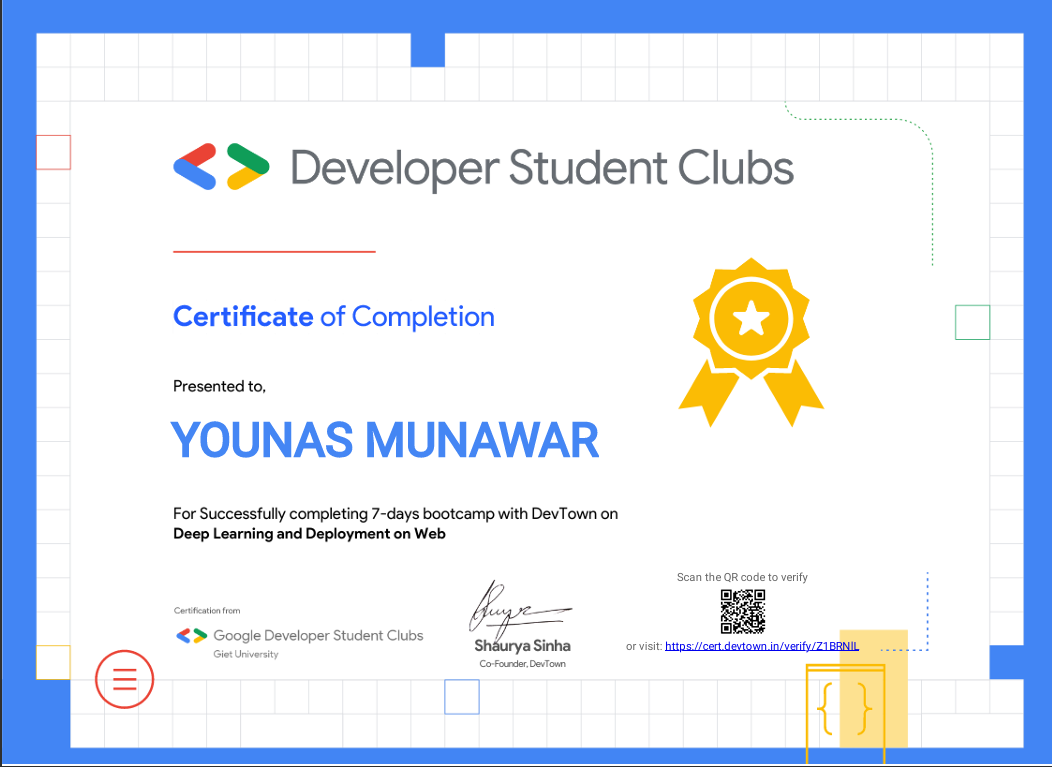 Developer Student Clubs
Certificate of Completion
Presented to,
YOUNAS MUNAWAR
For Successfully completing 7-days bootcamp with DevTown on
Deep Learning and Deployment on Web
Certification from
Google Developer Student Clubs
Giet University
Shaurya Sinha
Co-Founder, DevTown
Scan the QR code to verify
or visit: https://cert.devtown.in/verify/Z1BRNlL